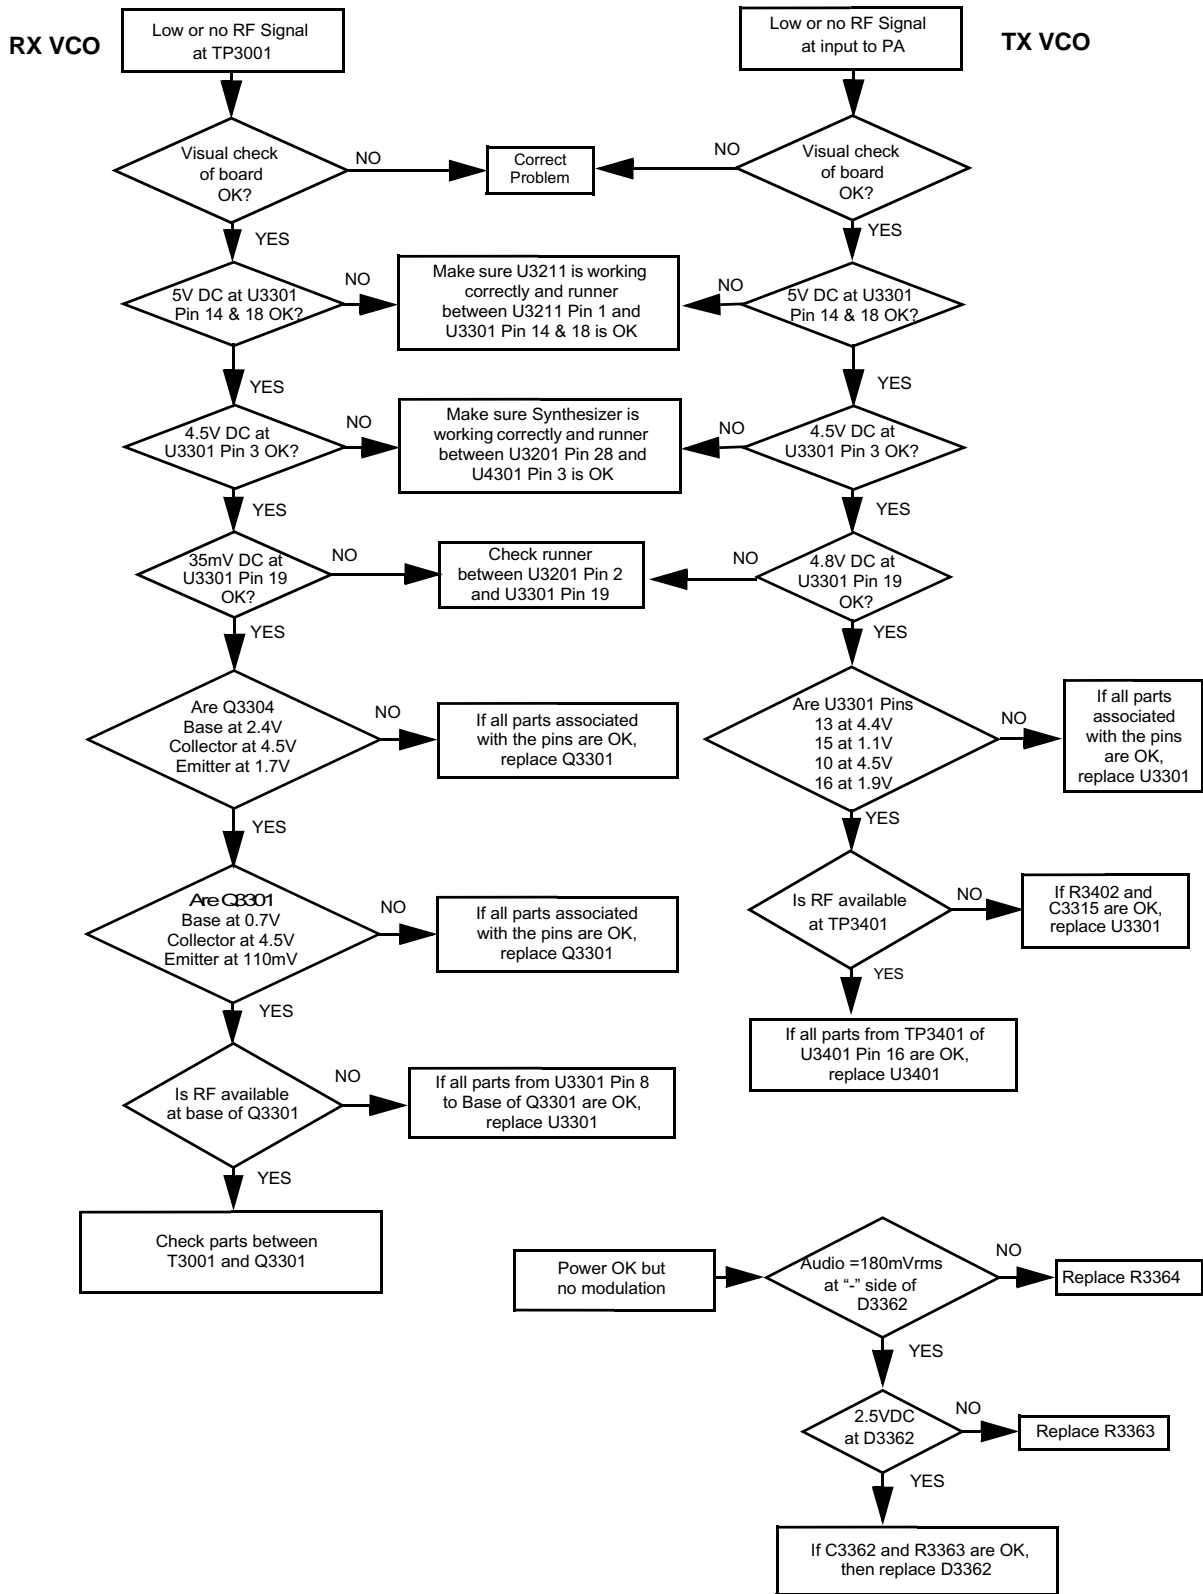 RX VCO
Low or no RF Signal
at TP3001
Low or no RF Signal
at input to PA
TX VCO
Visual check
of board
OK?
NO
Correct
Problem
NO
Visual check
of board
OK?
YES
YES
5V DC at U3301
Pin 14 & 18 OK?
NO
Make sure U3211 is working
correctly and runner
between U3211 Pin 1 and
U3301 Pin 14 & 18 is OK
NO
5V DC at U3301
Pin 14 & 18 OK?
YES
YES
4.5V DC at
U3301 Pin 3 OK?
NO
Make sure Synthesizer is
working correctly and runner
between U3201 Pin 28 and
U4301 Pin 3 is OK
NO
4.5V DC at
U3301 Pin 3 OK?
YES
YES
35mV DC at
U3301 Pin 19
OK?
NO
Check runner
between U3201 Pin 2
and U3301 Pin 19
NO
4.8V DC at
U3301 Pin 19
OK?
YES
YES
Are Q3304
Base at 2.4V
Collector at 4.5V
Emitter at 1.7V
NO
If all parts associated
with the pins are OK,
replace Q3301
Are U3301 Pins
13 at 4.4V
15 at 1.1V
10 at 4.5V
16 at 1.9V
NO
If all parts
associated
with the pins
are OK,
replace U3301
YES
YES
Are Q3301
Base at 0.7V
Collector at 4.5V
Emitter at 110mV
NO
If all parts associated
with the pins are OK,
replace Q3301
Is RF available
at TP3401
NO
If R3402 and
C3315 are OK,
replace U3301
YES
YES
Is RF available
at base of Q3301
NO
If all parts from U3301 Pin 8
to Base of Q3301 are OK,
replace U3301
If all parts from TP3401 of
U3401 Pin 16 are OK,
replace U3401
YES
Check parts between
T3001 and Q3301
Power OK but
no modulation
Audio =180mVrms
at “-” side of
D3362
NO
Replace R3364
YES
2.5VDC
at D3362
NO
Replace R3363
YES
If C3362 and R3363 are OK,
then replace D3362